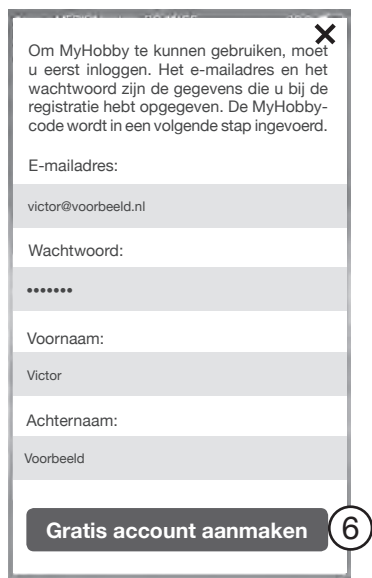 Om MyHobby te kunnen gebruiken, moet
u eerst inloggen. Het e-mailadres en het
wachtwoord zijn de gegevens die u bij de
registratie hebt opgegeven. De MyHobby-
code wordt in een volgende stap ingevoerd.
E-mailadres:
victor@voorbeeld.nl
Wachtwoord:
•••••••
Voornaam:
Victor
Achternaam:
Voorbeeld
Gratis account aanmaken 6